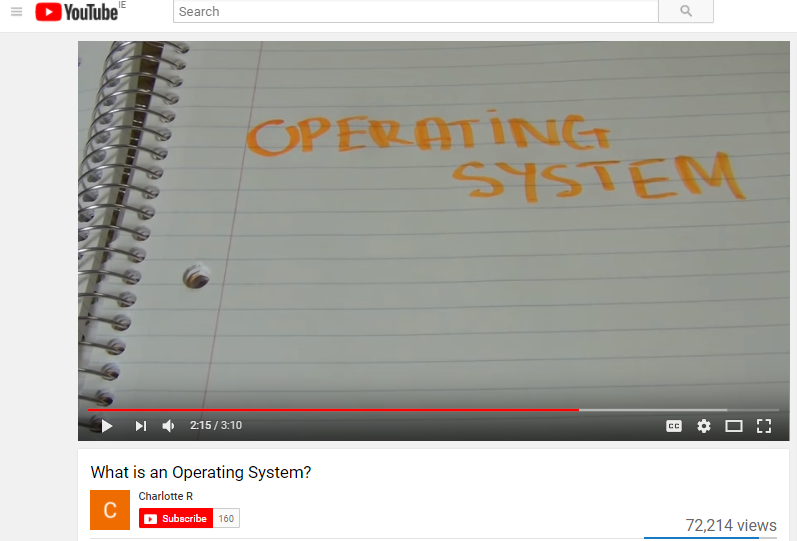 YouTube IE
Search
OPERATING
SYSTEM
2:15 / 3:10
CC
What is an Operating System?
C
Charlotte R
Subscribe 160
72,214 views